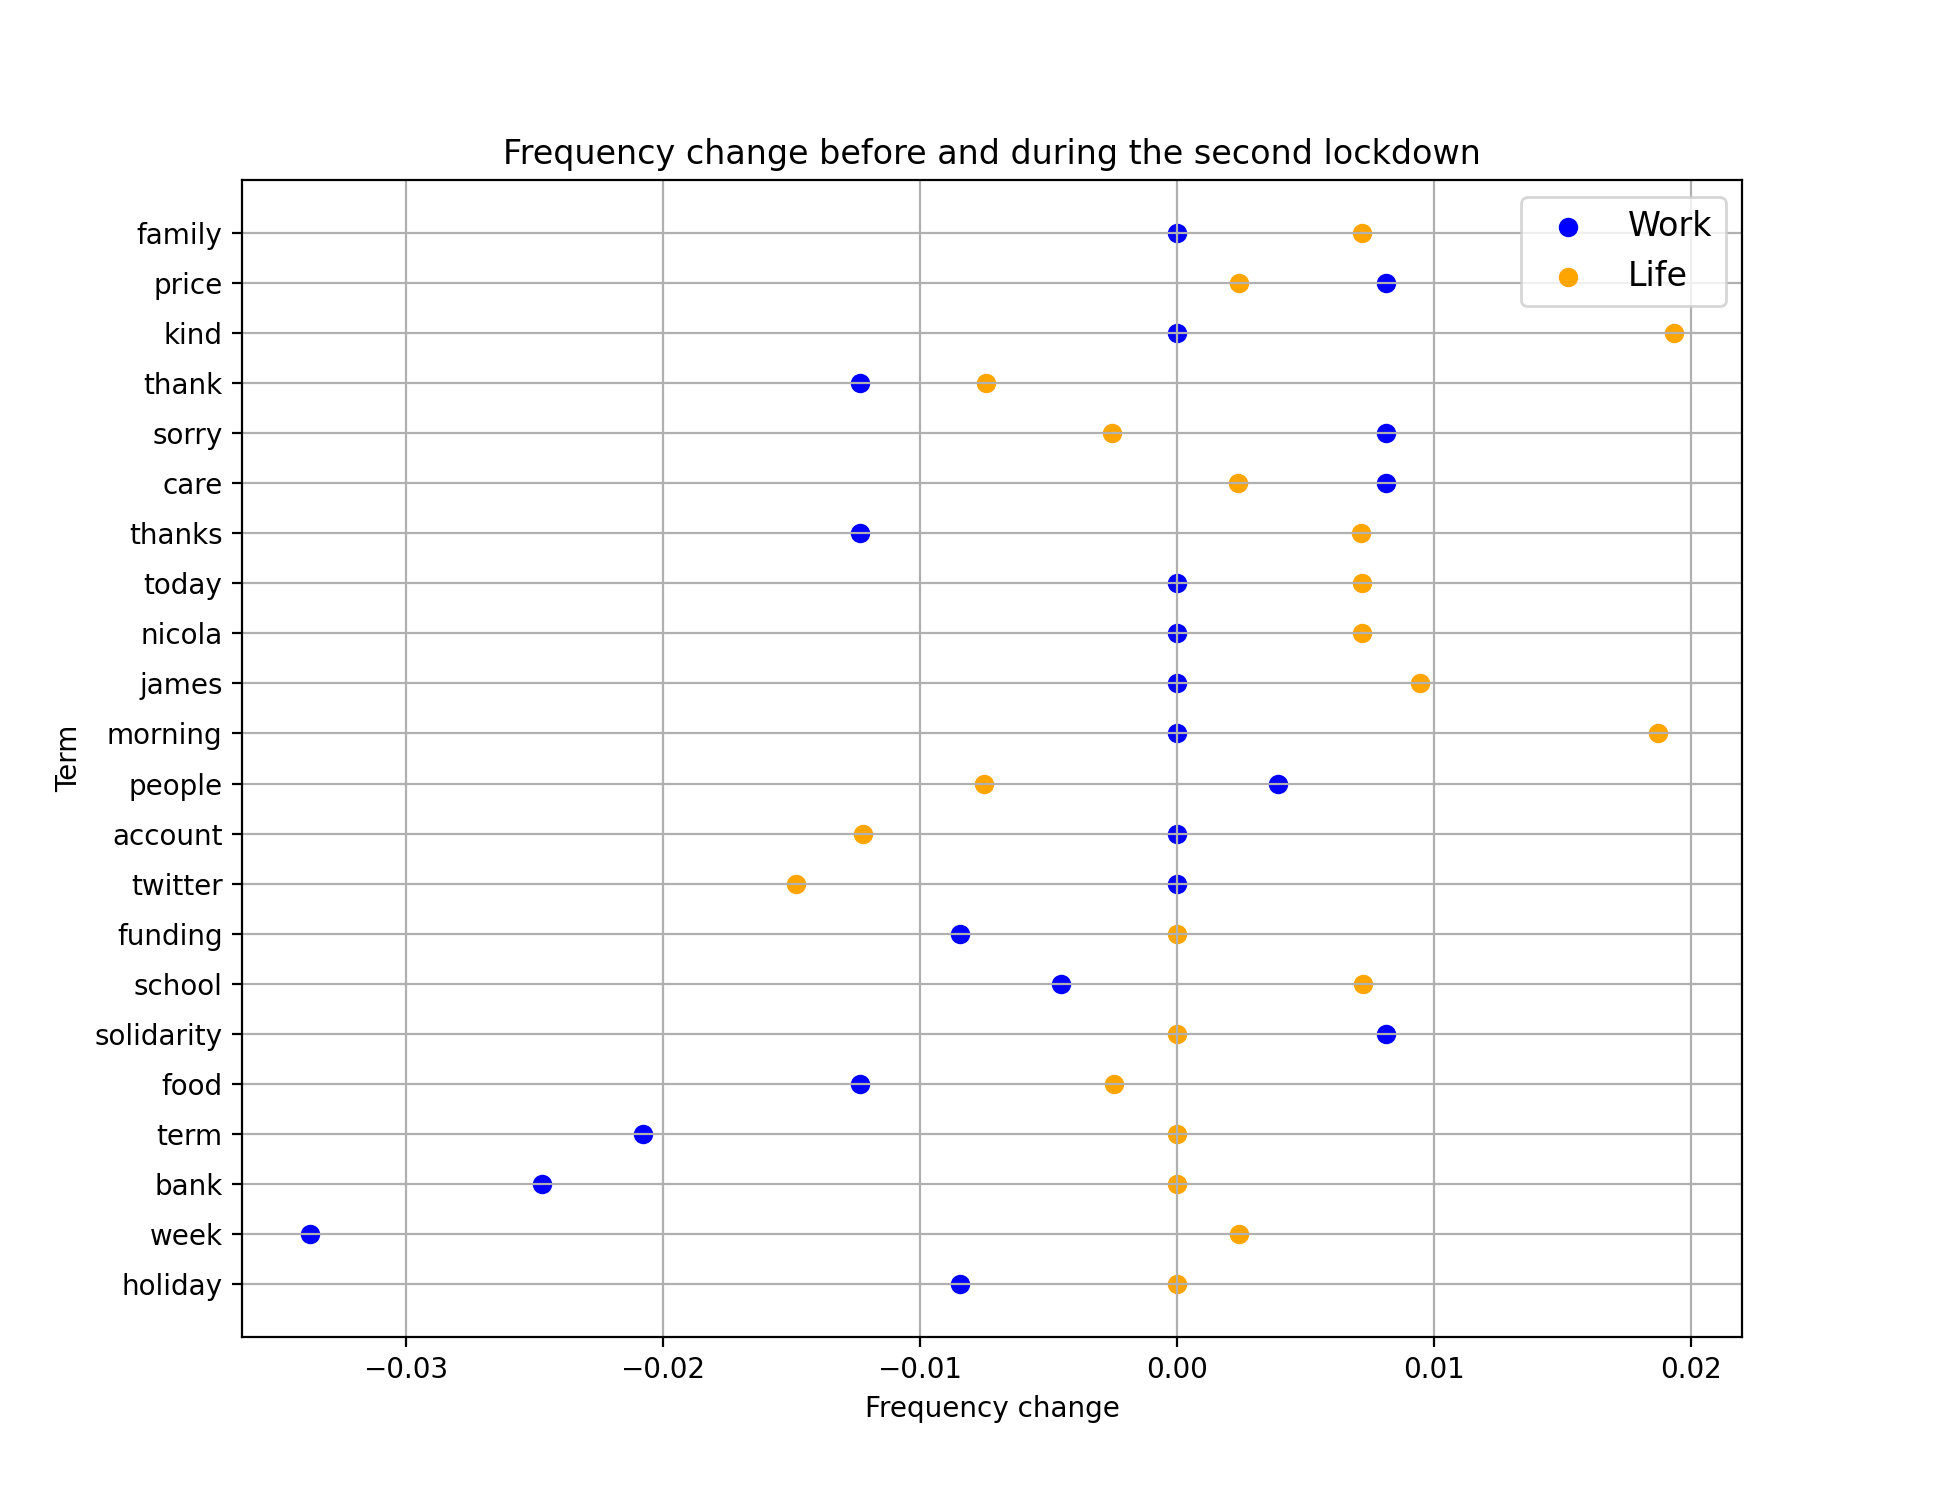 Frequency change before and during the second lockdown
Work
Life
family
price
kind
thank
sorry
care
thanks
today
nicola
james
morning
people
account
twitter
funding
school
solidarity
food
term
bank
week
holiday
Term
−0.03 −0.02 −0.01 0.00 0.01 0.02
Frequency change